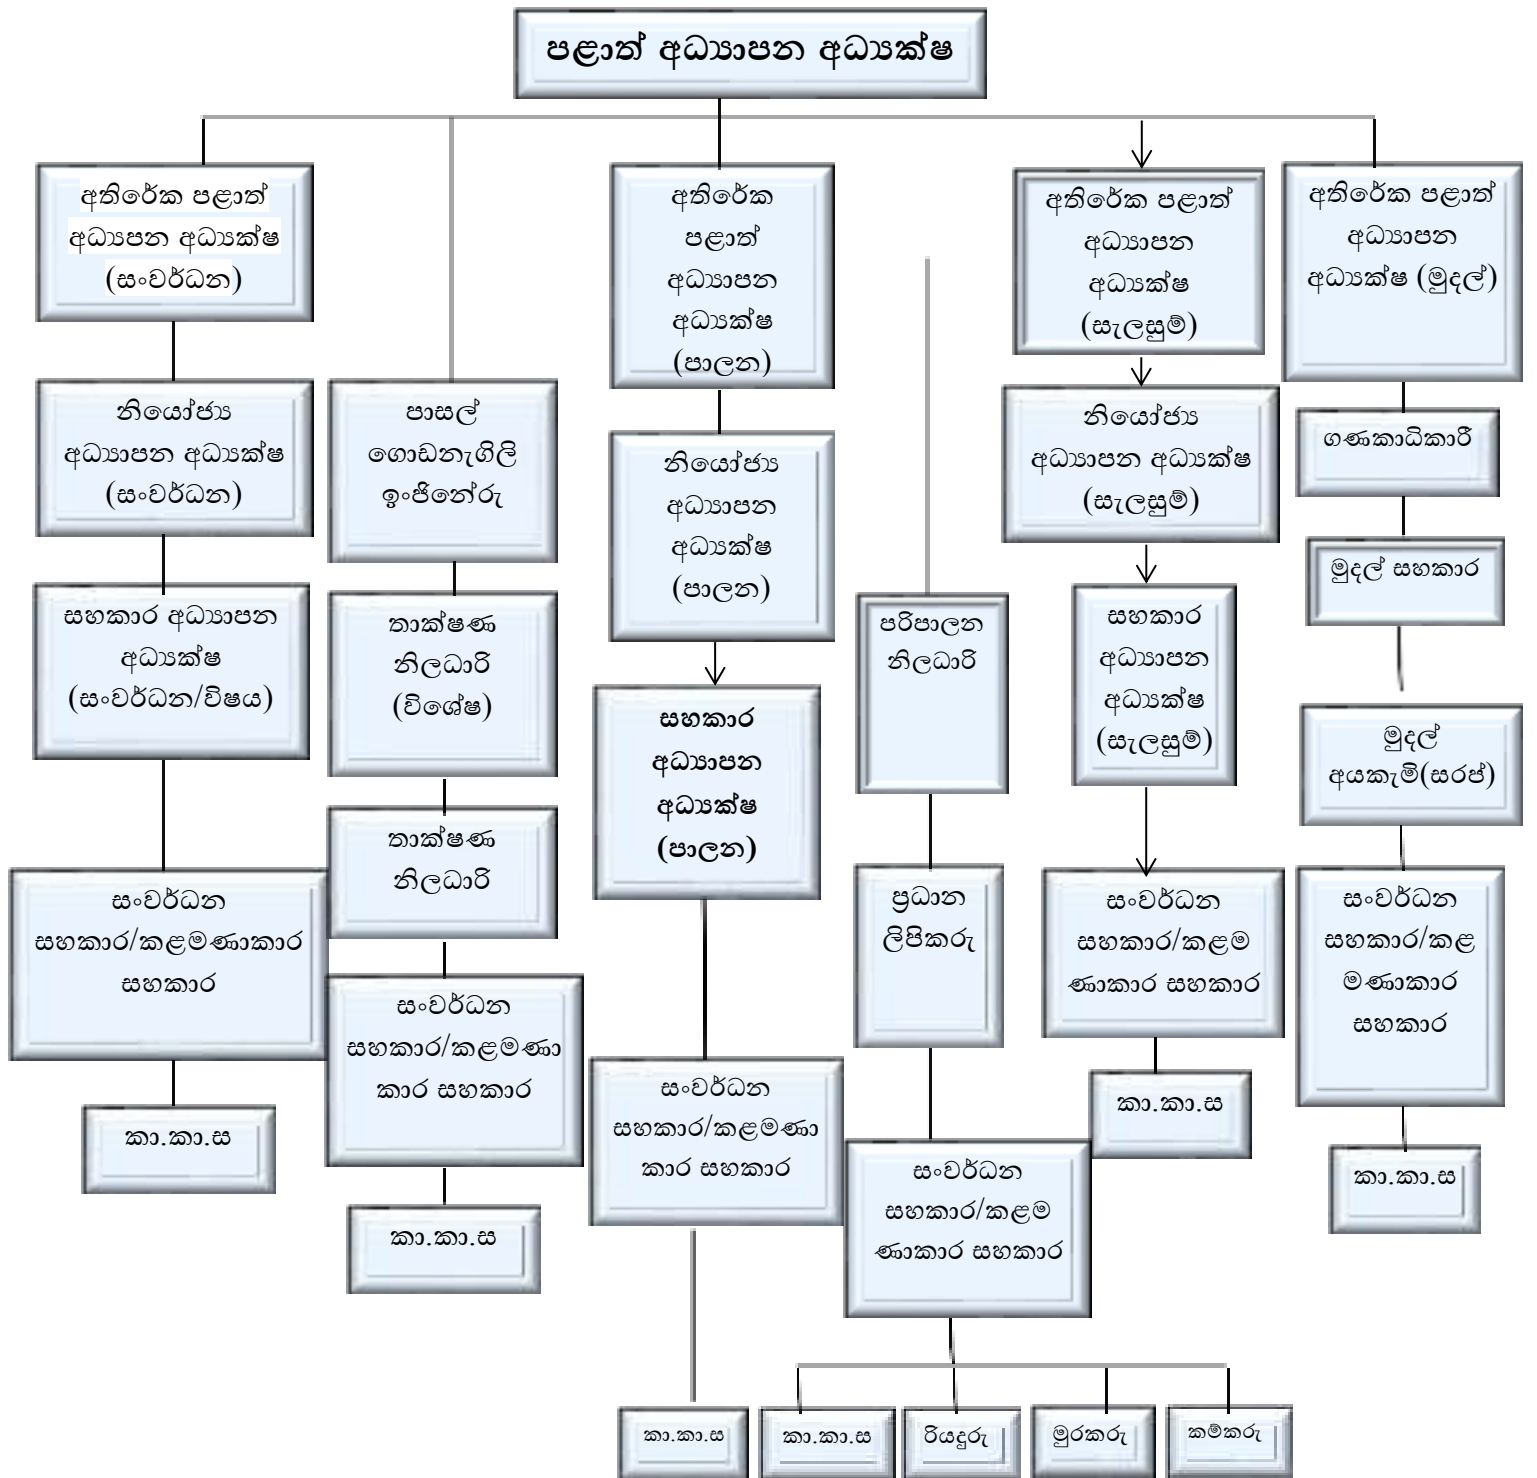 පළාත් අධ්‍යාපන අධ්‍යක්ෂ
අතිරේක පළාත්
අධ්‍යපන අධ්‍යක්ෂ
(සංවර්ධන)
නියෝජ්‍ය
අධ්‍යාපන අධ්‍යක්ෂ
(සංවර්ධන)
සහකාර අධ්‍යාපන
අධ්‍යක්ෂ
(සංවර්ධන/විෂය)
සංවර්ධන
සහකාර/කළමණාකාර
සහකාර
කා.කා.ස
පාසල්
ගොඩනැගිලි
ඉංජිනේරු
තාක්ෂණ
නිලධාරි
(විශේෂ)
තාක්ෂණ
නිලධාරි
සංවර්ධන
සහකාර/කළමණා
කාර සහකාර
කා.කා.ස
අතිරේක
පළාත්
අධ්‍යාපන
අධ්‍යක්ෂ
(පාලන)
නියෝජ්‍ය
අධ්‍යාපන
අධ්‍යක්ෂ
(පාලන)
සහකාර
අධ්‍යාපන
අධ්‍යක්ෂ
(පාලන)
සංවර්ධන
සහකාර/කළමණා
කාර සහකාර
කා.කා.ස
පරිපාලන
නිලධාරි
ප්‍රධාන
ලිපිකරු
සංවර්ධන
සහකාර/කළම
ණාකාර සහකාර
කා.කා.ස
රියදුරු
මුරකරු
කම්කරු
අතිරේක පළාත්
අධ්‍යාපන
අධ්‍යක්ෂ
(සැලසුම්)
නියෝජ්‍ය
අධ්‍යාපන අධ්‍යක්ෂ
(සැලසුම්)
සහකාර
අධ්‍යාපන
අධ්‍යක්ෂ
(සැලසුම්)
සංවර්ධන
සහකාර/කළම
ණාකාර සහකාර
කා.කා.ස
අතිරේක පළාත්
අධ්‍යාපන
අධ්‍යක්ෂ (මුදල්)
ගණකාධිකාරී
මුදල් සහකාර
මුදල්
අයකැමි(සරප්)
සංවර්ධන
සහකාර/කළ
මණාකාර
සහකාර
කා.කා.ස